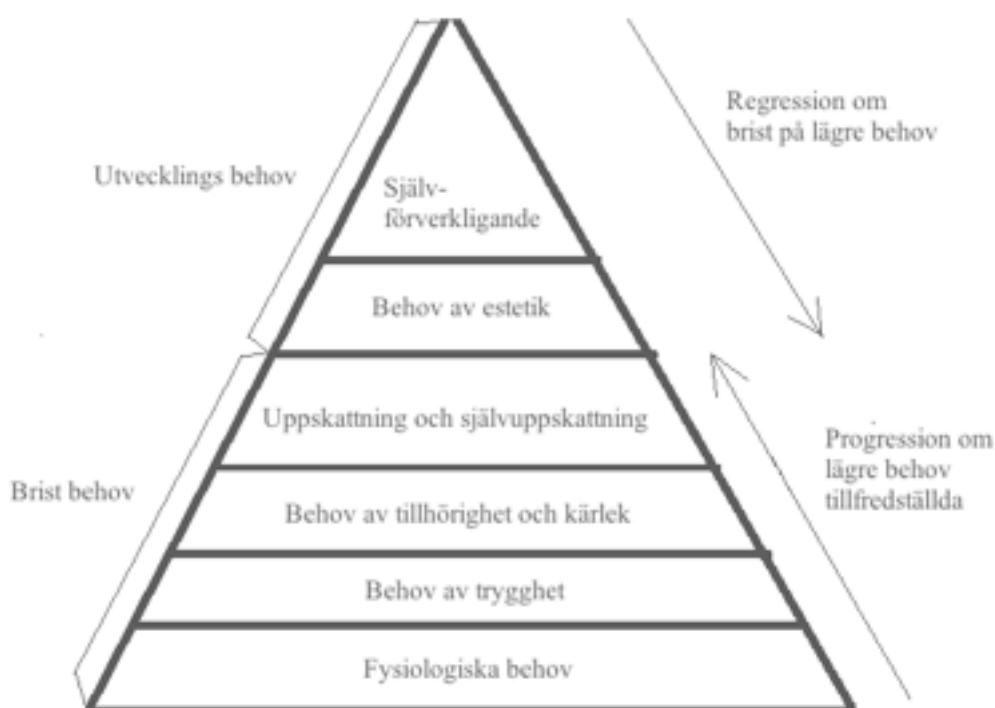 Regression om
brist på lägre behov
Utvecklings behov
Själv-
förverkligande
Behov av estetik
Uppskattning och självuppskattning
Progression om
lägre behov
tillfredställda
Brist behov
Behov av tillhörighet och kärlek
Behov av trygghet
Fysiologiska behov